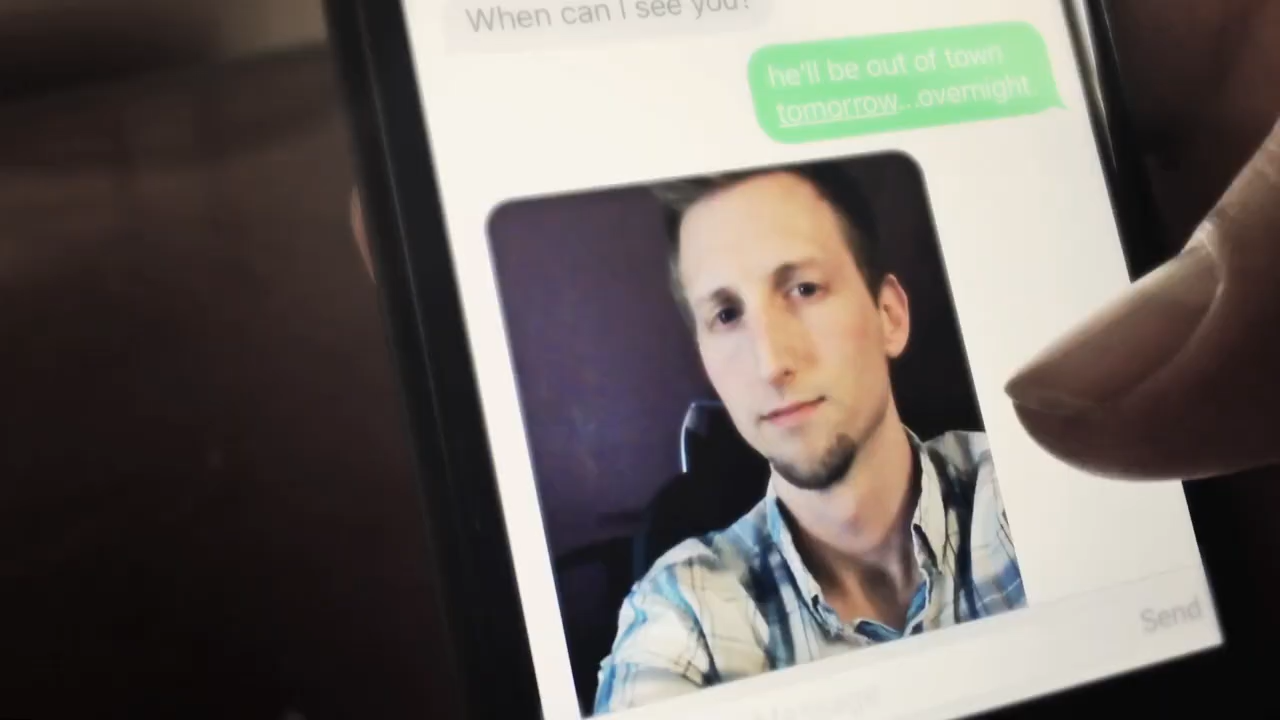 When can I see you?
he'll be out of town
tomorrow...overnight
Send